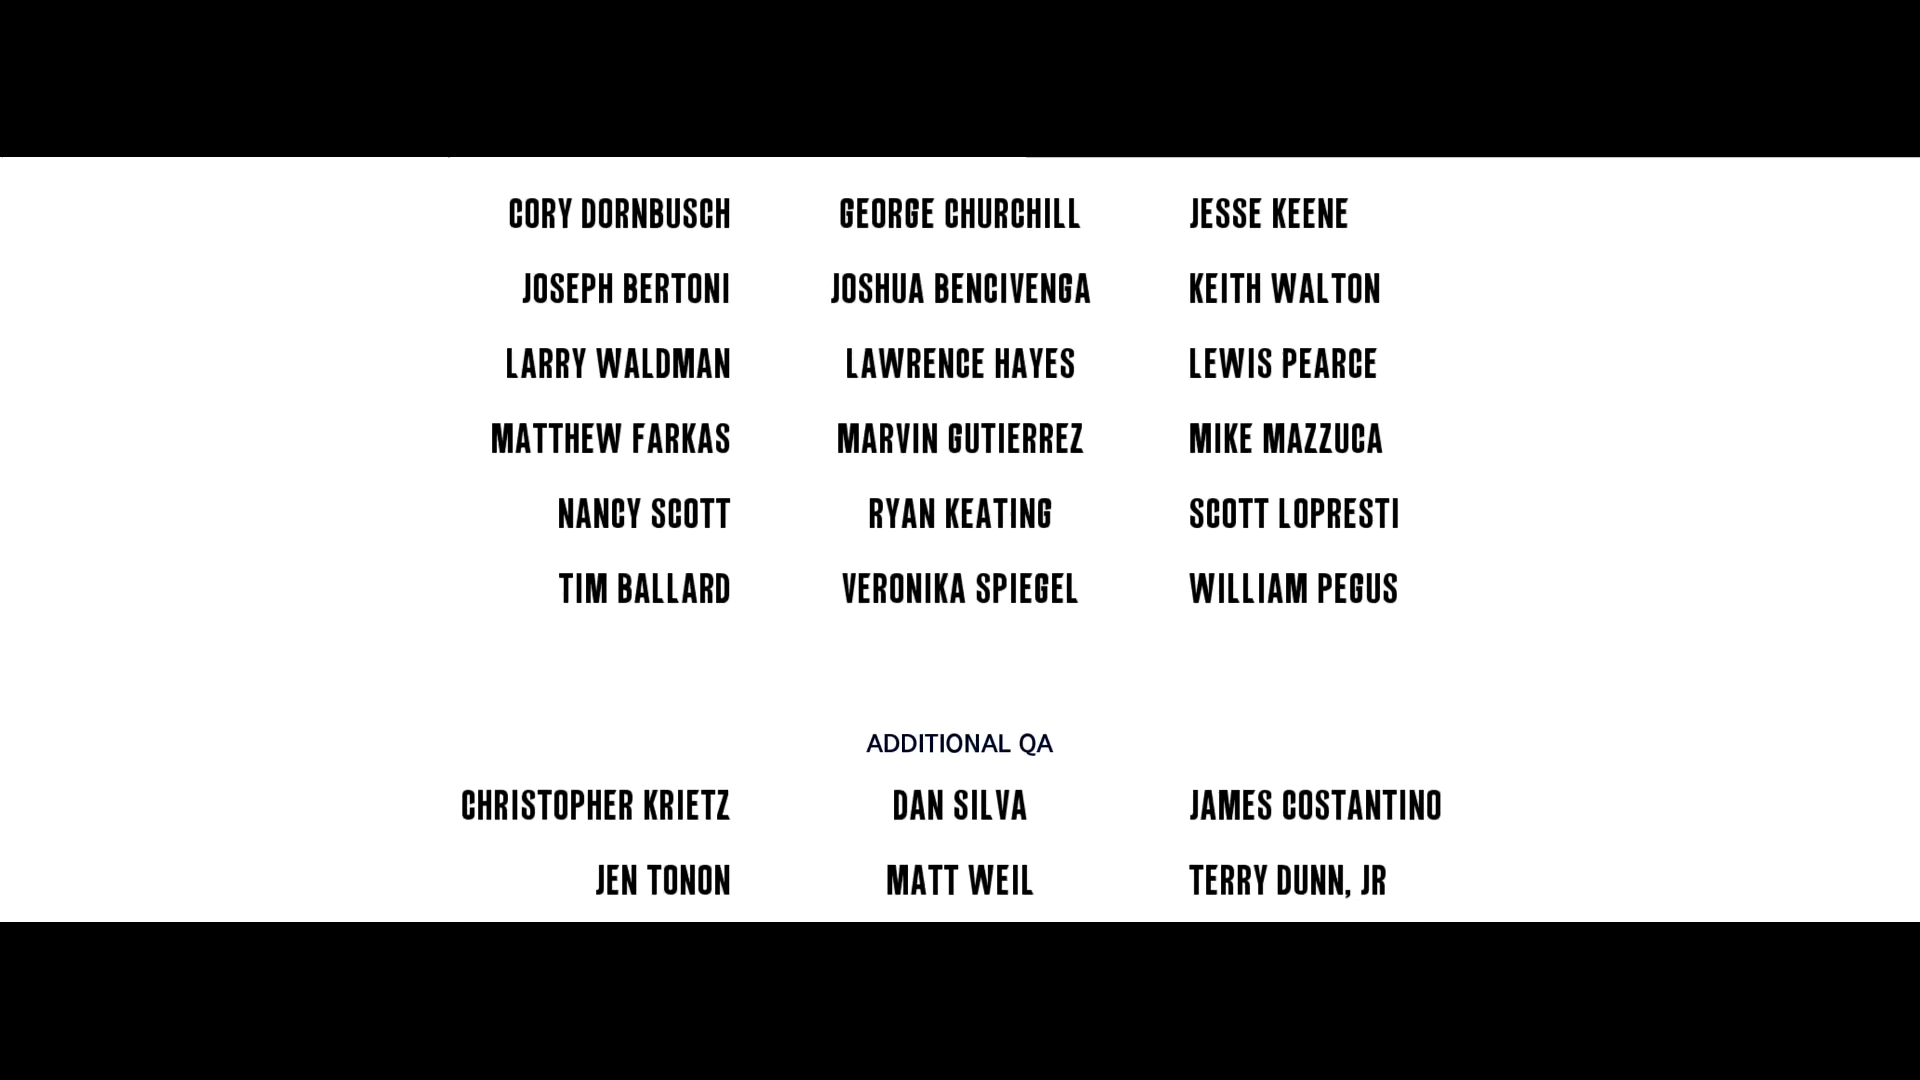 CORY DORNBUSCH GEORGE CHURCHILL JESSE KEENE
JOSEPH BERTONI JOSHUA BENCIVENGA KEITH WALTON
LARRY WALDMAN LAWRENCE HAYES LEWIS PEARCE
MATTHEW FARKAS MARVIN GUTIERREZ MIKE MAZZUCA
NANCY SCOTT RYAN KEATING SCOTT LOPRESTI
TIM BALLARD VERONIKA SPIEGEL WILLIAM PEGUS
ADDITIONAL QA
CHRISTOPHER KRIETZ DAN SILVA JAMES COSTANTINO
JEN TONON MATT WEIL TERRY DUNN, JR